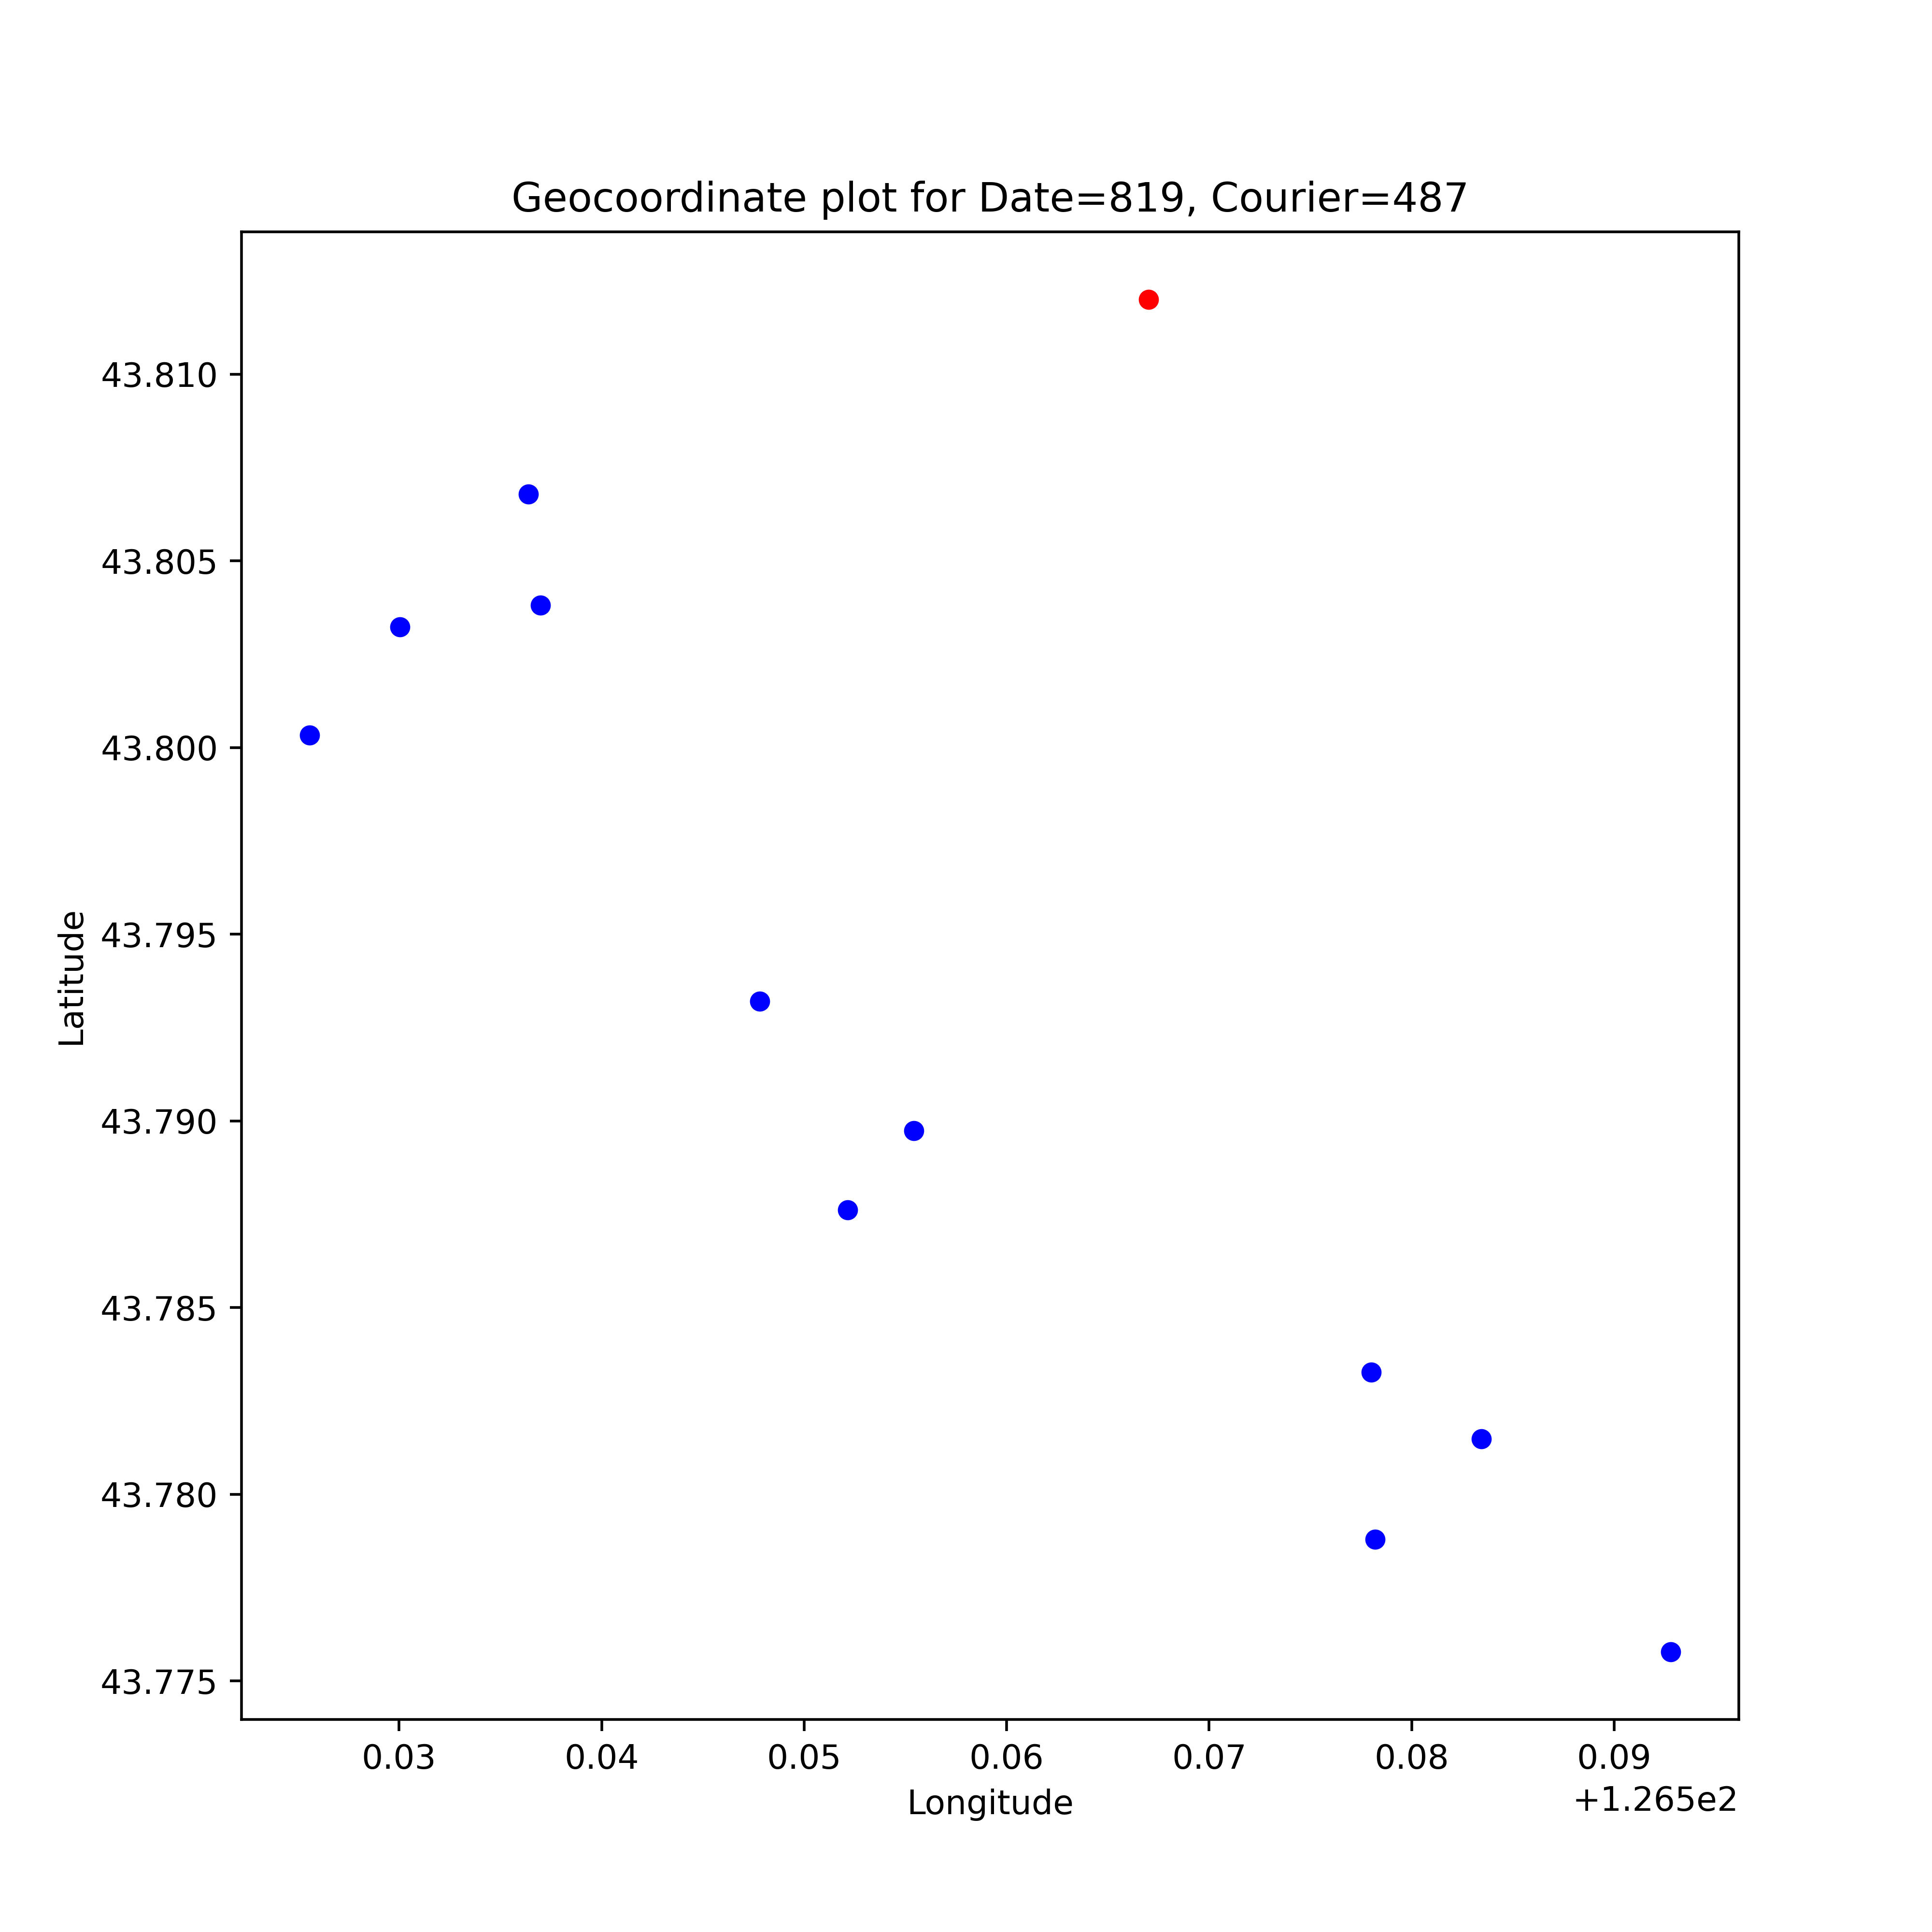 Geocoordinate plot for Date=819, Courier=487
43.810
43.805
43.800
43.795
43.790
43.785
43.780
43.775
Latitude
0.03 0.04 0.05 0.06 0.07 0.08 0.09
+1.265e2
Longitude